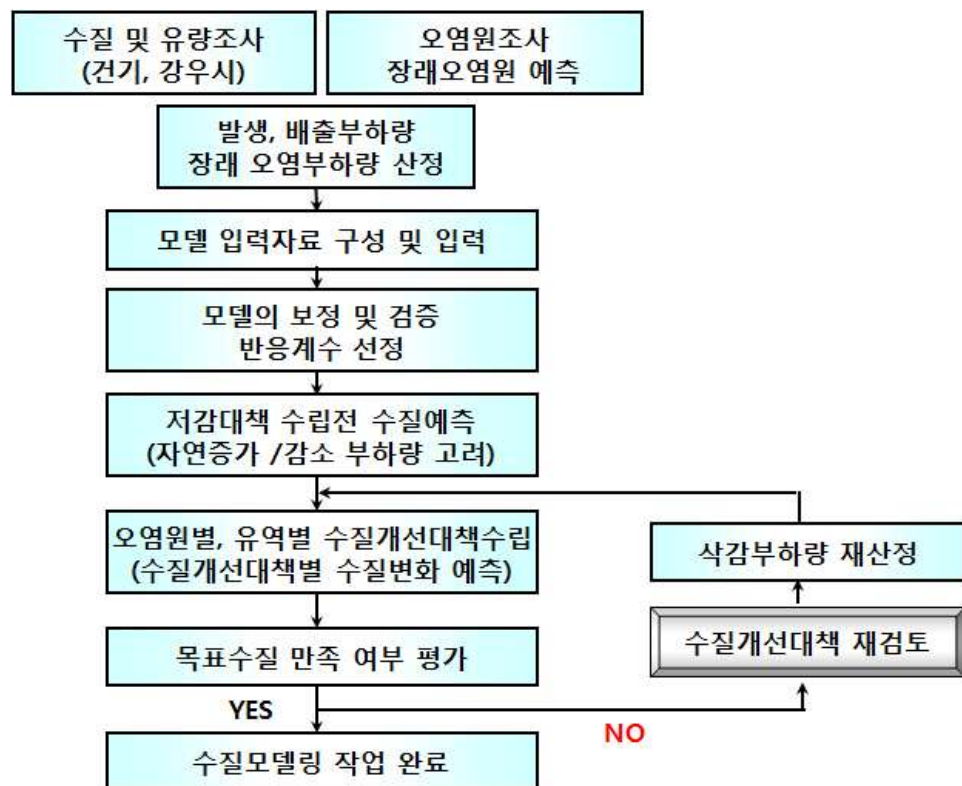 수질 및 유량조사
(건기, 강우시)
오염원조사
장래오염원 예측
발생, 배출부하량
장래 오염부하량 산정
모델 입력자료 구성 및 입력
모델의 보정 및 검증
반응계수 선정
저감대책 수립전 수질예측
(자연증가 /감소 부하량 고려)
오염원별, 유역별 수질개선대책수립
(수질개선대책별 수질변화 예측)
삭감부하량 재산정
수질개선대책 재검토
목표수질 만족 여부 평가
YES
NO
수질모델링 작업 완료